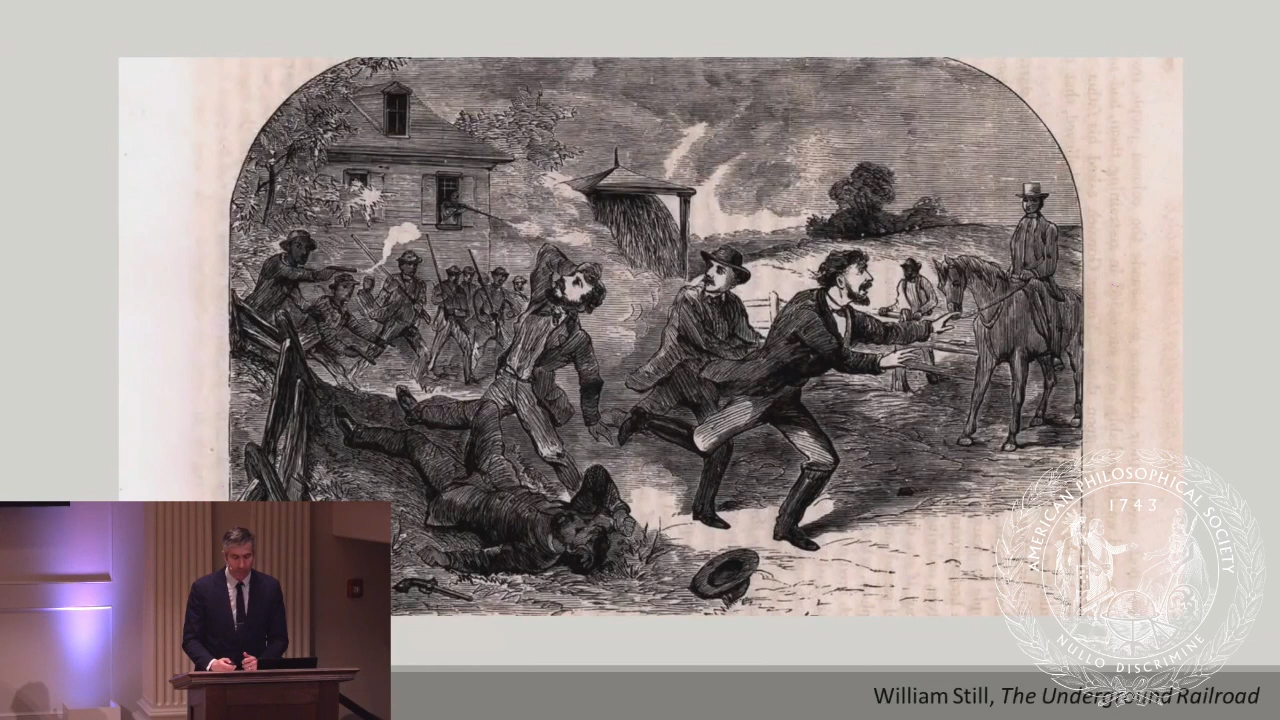 AMERICAN PHILOSOPHICAL SOCIETY
1743
NULLO DISCRIMINE
William Still, The Underground Railroad